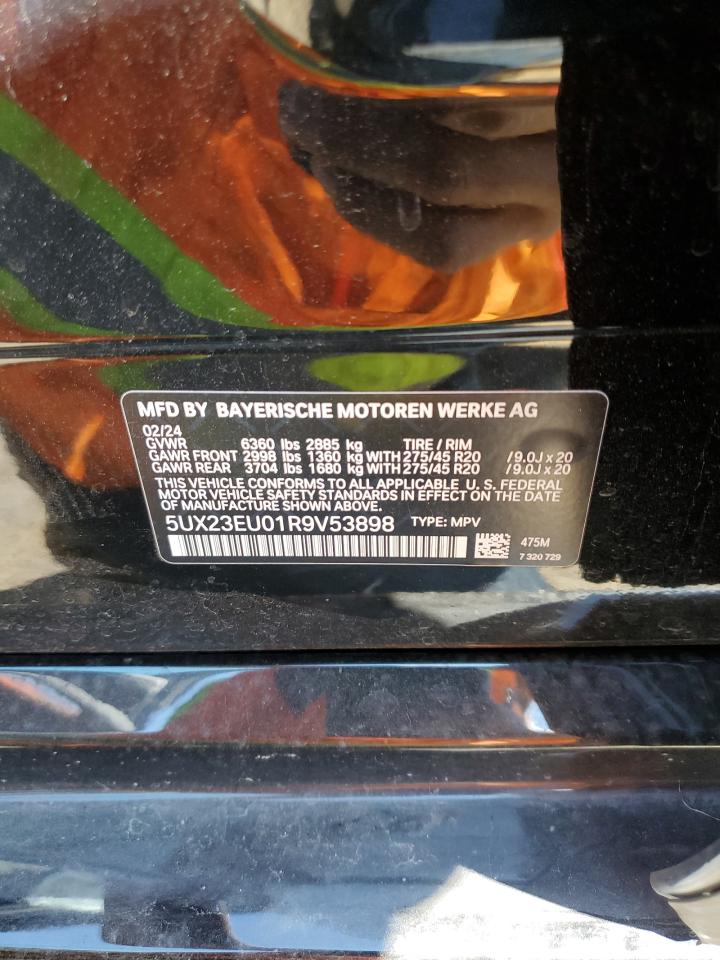 MFD BY BAYERISCHE MOTOREN WERKE AG
02/24
GVWR 6360 lbs 2885 kg TIRE / RIM
GAWR FRONT 2998 lbs 1360 kg WITH 275/45 R20 / 9.0J x 20
GAWR REAR 3704 lbs 1680 kg WITH 275/45 R20 / 9.0J x 20
THIS VEHICLE CONFORMS TO ALL APPLICABLE U. S. FEDERAL
MOTOR VEHICLE SAFETY STANDARDS IN EFFECT ON THE DATE
OF MANUFACTURE SHOWN ABOVE.
5UX23EU01R9V53898 TYPE: MPV
475M
7 320 729